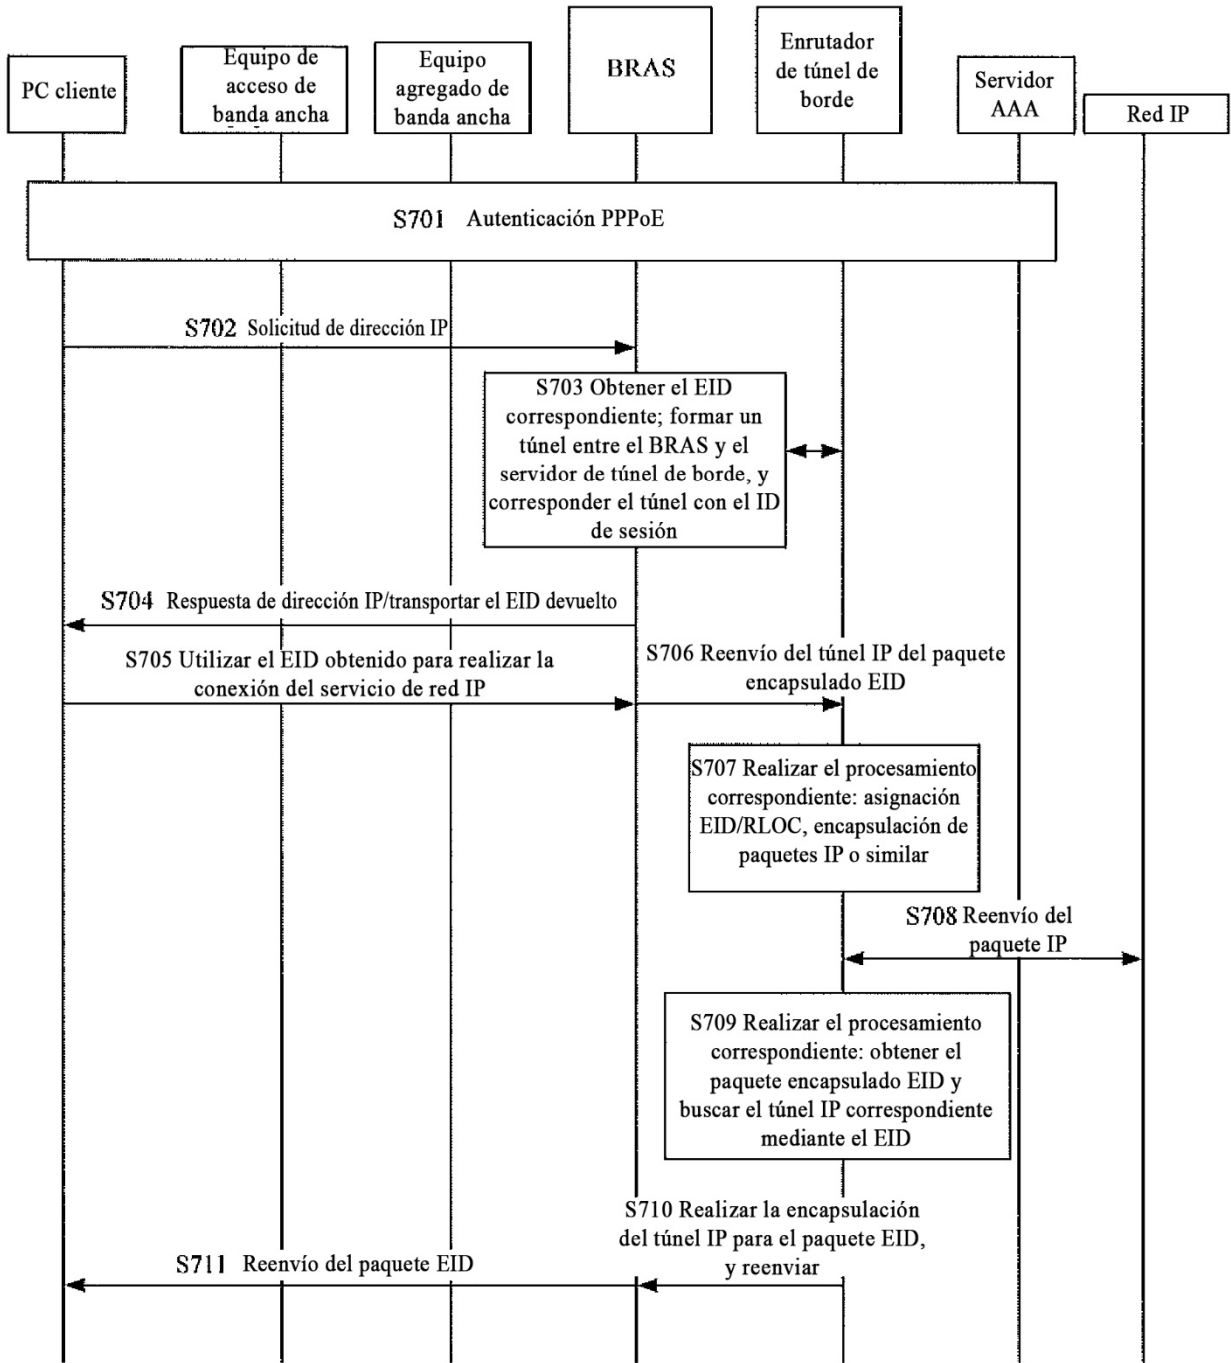 PC cliente
Equipo de
acceso de
banda ancha
Equipo
agregado de
banda ancha
BRAS
Enrutador
de túnel de
borde
Servidor
AAA
Red IP
S701 Autenticación PPPoE
S702 Solicitud de dirección IP
S703 Obtener el EID
correspondiente; formar un
túnel entre el BRAS y el
servidor de túnel de borde, y
corresponder el túnel con el ID
de sesión
S704 Respuesta de dirección IP/transportar el EID devuelto
S705 Utilizar el EID obtenido para realizar la
conexión del servicio de red IP
S706 Reenvío del túnel IP del paquete
encapsulado EID
S707 Realizar el procesamiento
correspondiente: asignación
EID/RLOC, encapsulación de
paquetes IP o similar
S708 Reenvío del
paquete IP
S709 Realizar el procesamiento
correspondiente: obtener el
paquete encapsulado EID y
buscar el túnel IP correspondiente
mediante el EID
S710 Realizar la encapsulación
del túnel IP para el paquete EID,
y reenviar
S711 Reenvío del paquete EID